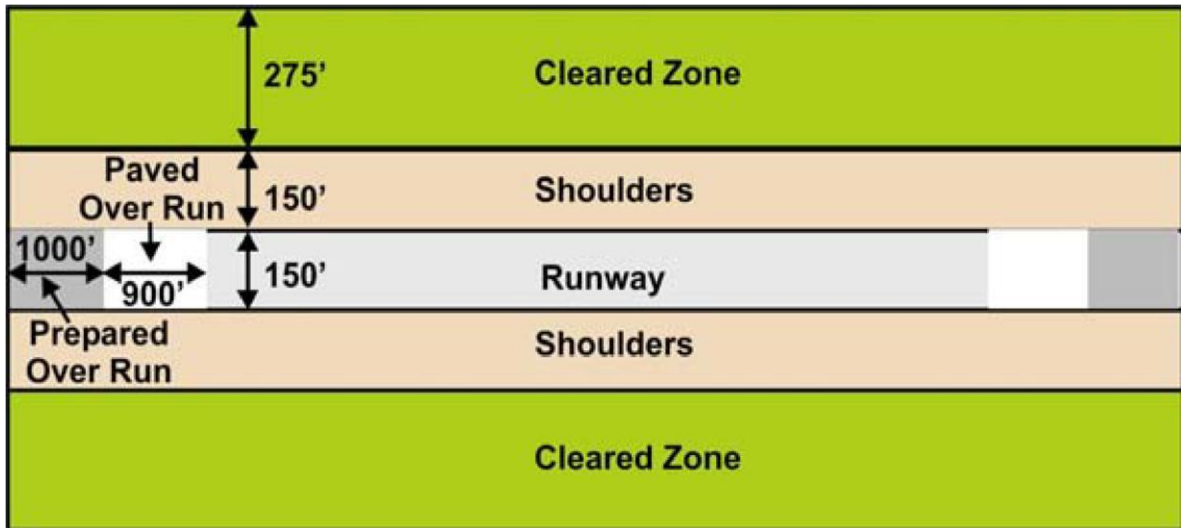 275’
Cleared Zone
Paved
Over Run
150’
Shoulders
1000’
900’
150’
Runway
Prepared
Over Run
Shoulders
Cleared Zone